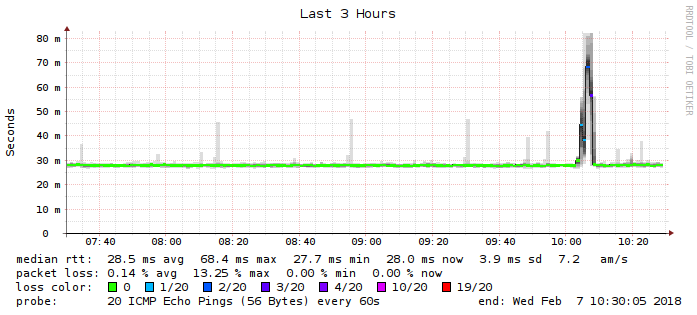 Last 3 Hours
RRDTOOL / TOBI OETIKER
Seconds
80 m
70 m
60 m
50 m
40 m
30 m
20 m
10 m
0
07:40 08:00 08:20 08:40 09:00 09:20 09:40 10:00 10:20
median rtt: 28.5 ms avg 68.4 ms max 27.7 ms min 28.0 ms now 3.9 ms sd 7.2 am/s
packet loss: 0.14 % avg 13.25 % max 0.00 % min 0.00 % now
loss color: 0 1/20 2/20 3/20 4/20 10/20 19/20
probe: 20 ICMP Echo Pings (56 Bytes) every 60s end: Wed Feb 7 10:30:05 2018